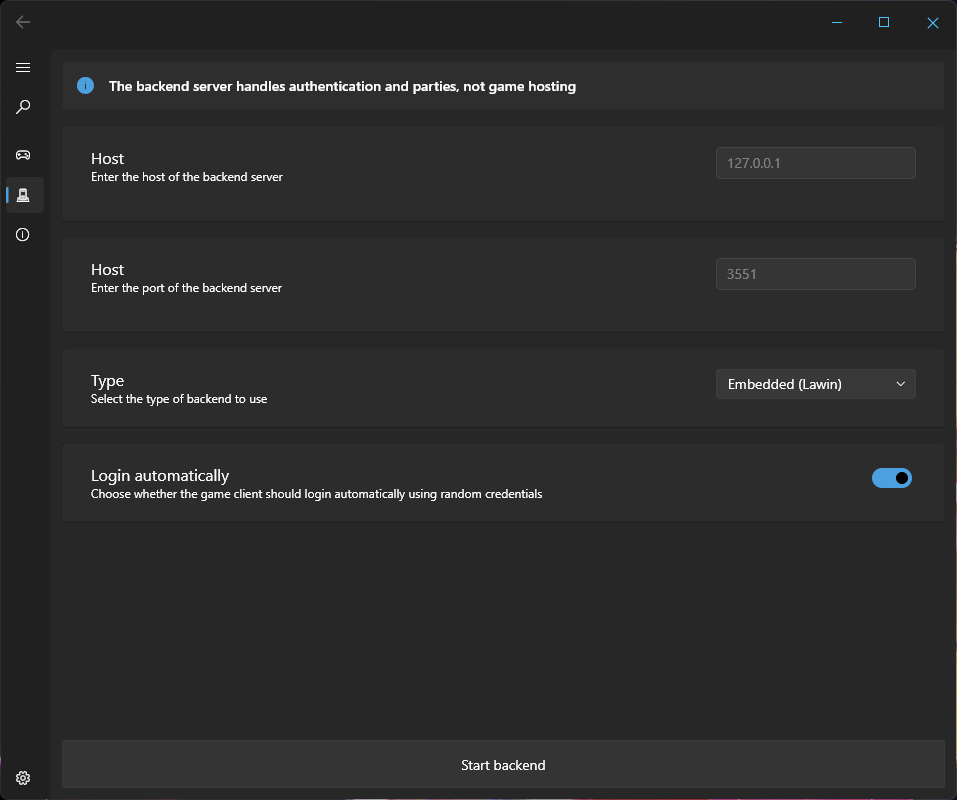 The backend server handles authentication and parties, not game hosting
Host
127.0.0.1
Enter the host of the backend server
Host
3551
Enter the port of the backend server
Type
Embedded (Lawin)
Select the type of backend to use
Login automatically
Choose whether the game client should login automatically using random credentials
Start backend